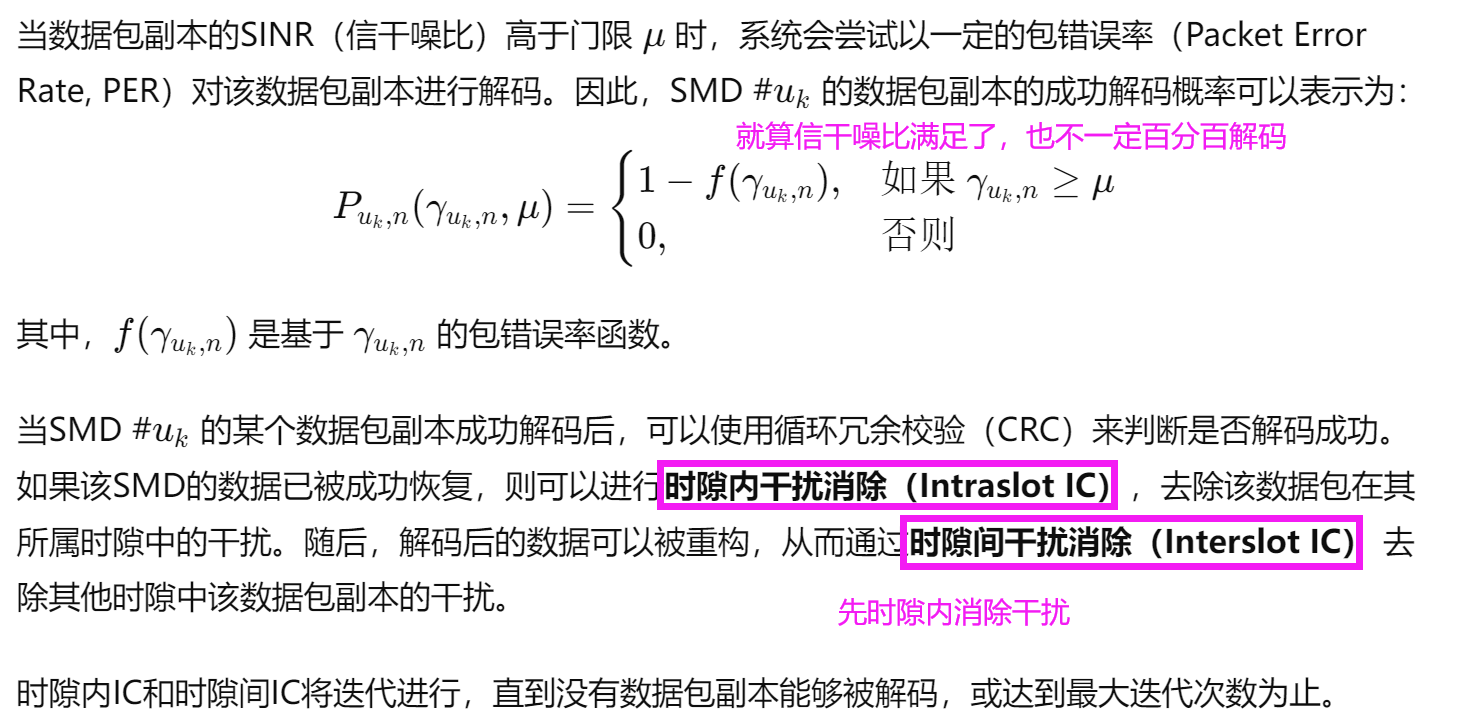 当数据包副本的SINR（信干噪比）高于门限 μ 时，系统会尝试以一定的包错误率（Packet Error
Rate, PER）对该数据包副本进行解码。因此，SMD #u_k 的数据包副本的成功解码概率可以表示为：
就算信干噪比满足了，也不一定百分百解码
P_{u_k,n}(γ_{u_k,n}, μ) = { 1 − f(γ_{u_k,n}), 如果 γ_{u_k,n} ≥ μ
0, 否则
其中，f(γ_{u_k,n}) 是基于 γ_{u_k,n} 的包错误率函数。
当SMD #u_k 的某个数据包副本成功解码后，可以使用循环冗余校验（CRC）来判断是否解码成功。
如果该SMD的数据已被成功恢复，则可以进行时隙内干扰消除（Intraslot IC），去除该数据包在其
所属时隙中的干扰。随后，解码后的数据可以被重构，从而通过时隙间干扰消除（Interslot IC）去
除其他时隙中该数据包副本的干扰。
先时隙内消除干扰
时隙内IC和时隙间IC将迭代进行，直到没有数据包副本能够被解码，或达到最大迭代次数为止。